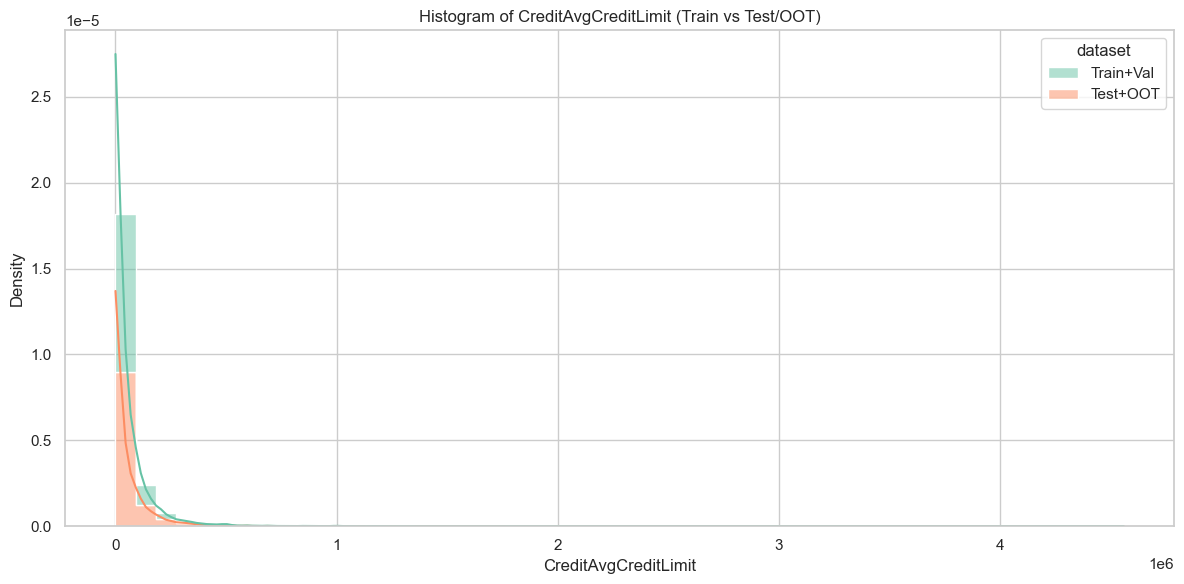 Histogram of CreditAvgCreditLimit (Train vs Test/OOT)
1e−5
dataset
Train+Val
Test+OOT
2.5
2.0
1.5
1.0
0.5
0.0
Density
0 1 2 3 4
1e6
CreditAvgCreditLimit